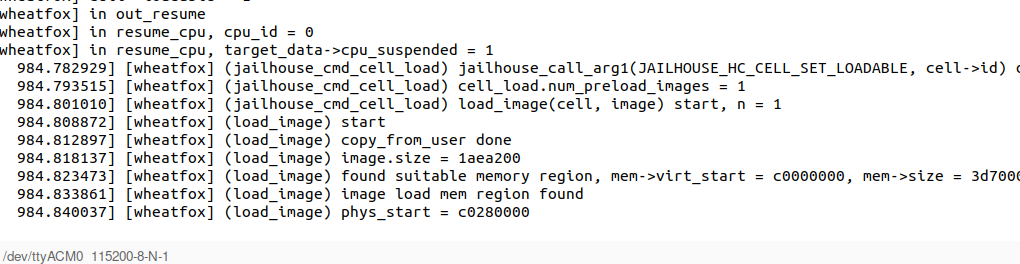 wheatfox] in out_resume
wheatfox] in resume_cpu, cpu_id = 0
wheatfox] in resume_cpu, target_data->cpu_suspended = 1
984.782929] [wheatfox] (jailhouse_cmd_cell_load) jailhouse_call_arg1(JAILHOUSE_HC_CELL_SET_LOADABLE, cell->id)
984.793515] [wheatfox] (jailhouse_cmd_cell_load) cell_load.num_preload_images = 1
984.801010] [wheatfox] (jailhouse_cmd_cell_load) load_image(cell, image) start, n = 1
984.808872] [wheatfox] (load_image) start
984.812897] [wheatfox] (load_image) copy_from_user done
984.818137] [wheatfox] (load_image) image.size = 1aea200
984.823473] [wheatfox] (load_image) found suitable memory region, mem->virt_start = c0000000, mem->size = 3d7000
984.833861] [wheatfox] (load_image) image load mem region found
984.840037] [wheatfox] (load_image) phys_start = c0280000
/dev/ttyACM0 115200-8-N-1